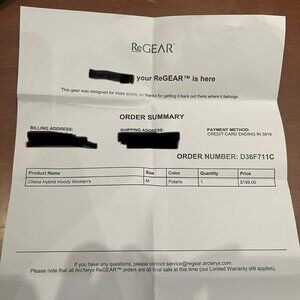 ReGEAR™
your ReGEAR™ is here
This gear was designed for more action, so thanks for getting it back out there where it belongs.
ORDER SUMMARY
BILLING ADDRESS:
SHIPPING ADDRESS:
PAYMENT METHOD:
CREDIT CARD ENDING IN 3916
ORDER NUMBER: D36F711C
Product Name Size Color Quantity Price
Chexa Hybrid Hoody Women's M Polaris 1 $189.00
If you have any questions, please contact service@regear.arcteryx.com.
Please note that all Arc'teryx ReGEAR™ orders are final sale at this time (our Limited Warranty still applies).